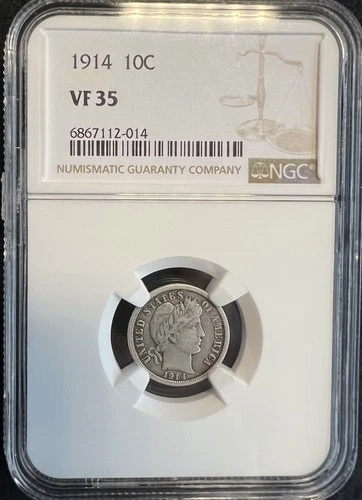 1914 10C
VF 35
6867112-014
NUMISMATIC GUARANTY COMPANY NGC®
UNITED STATES OF AMERICA
1914